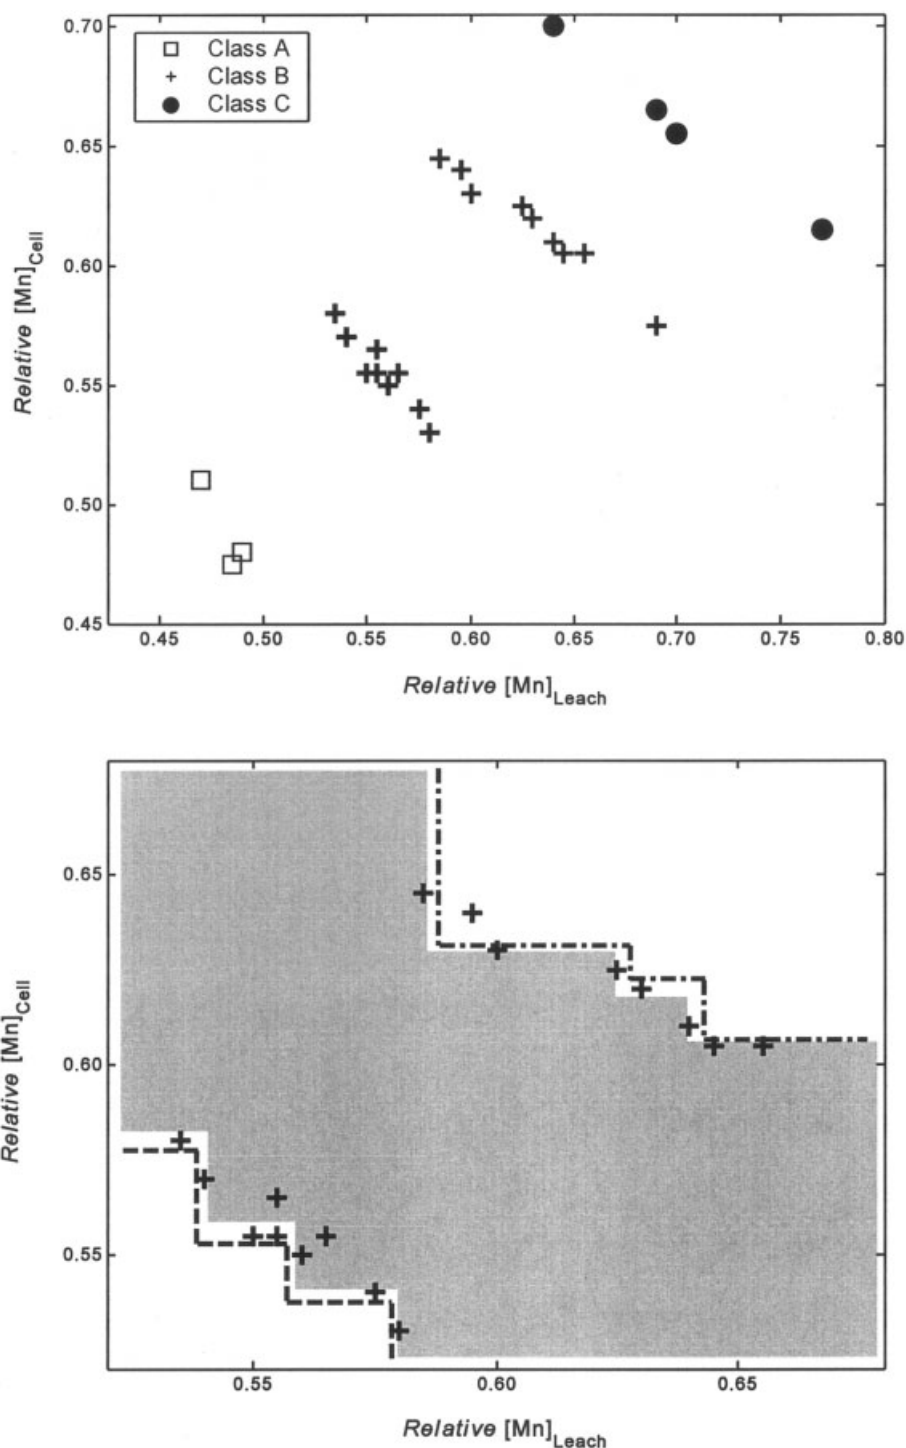 0.70
□ Class A
+ Class B
● Class C
0.65
0.60
0.55
0.50
0.45
Relative [Mn]Cell
0.45 0.50 0.55 0.60 0.65 0.70 0.75 0.80
Relative [Mn]Leach
0.65
0.60
0.55
Relative [Mn]Cell
0.55 0.60 0.65
Relative [Mn]Leach